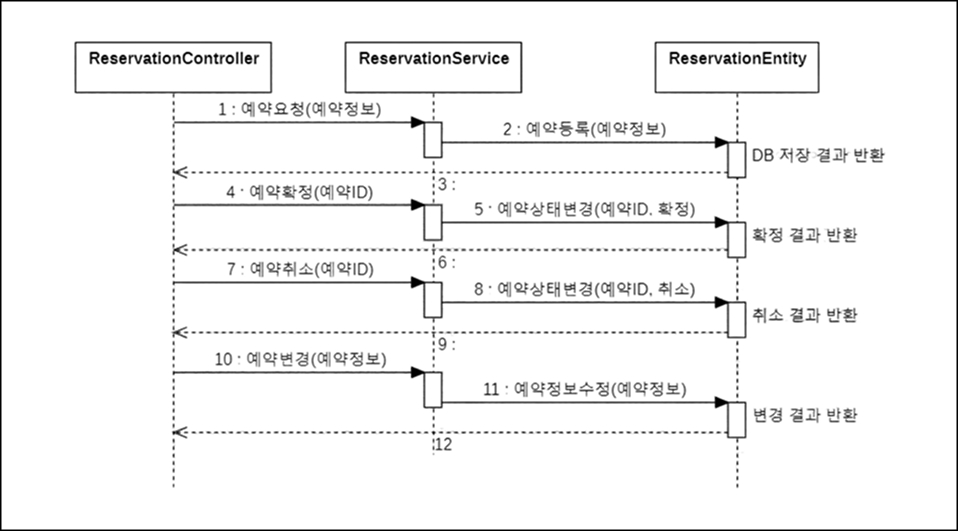 ReservationController ReservationService ReservationEntity
1 : 예약요청(예약정보)
2 : 예약등록(예약정보)
DB 저장 결과 반환
3 :
4 : 예약확정(예약ID)
5 : 예약상태변경(예약ID, 확정)
확정 결과 반환
6 :
7 : 예약취소(예약ID)
8 : 예약상태변경(예약ID, 취소)
취소 결과 반환
9 :
10 : 예약변경(예약정보)
11 : 예약정보수정(예약정보)
변경 결과 반환
12